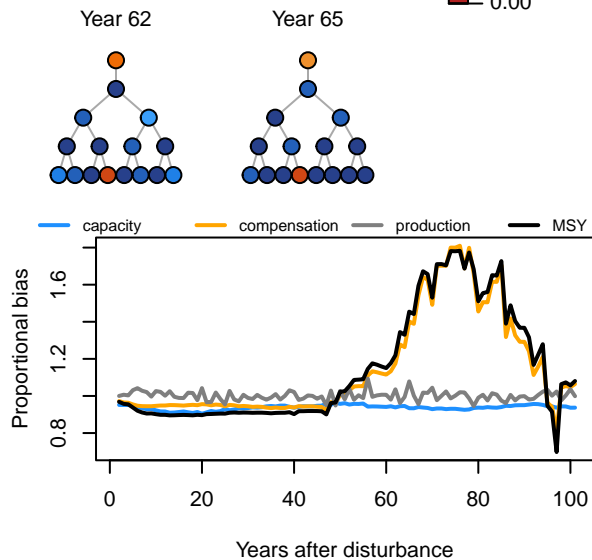 0.00
Year 62 Year 65
capacity compensation production MSY
Proportional bias
1.6
1.2
0.8
0 20 40 60 80 100
Years after disturbance